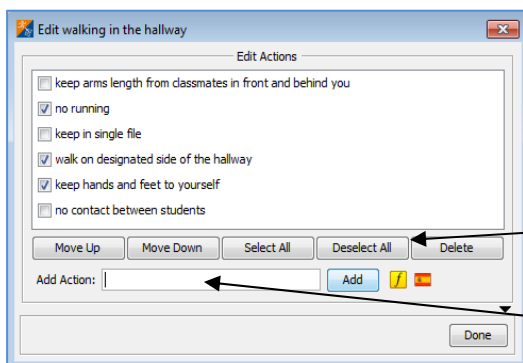 Edit walking in the hallway
Edit Actions
keep arms length from classmates in front and behind you
no running
keep in single file
walk on designated side of the hallway
keep hands and feet to yourself
no contact between students
Move Up Move Down Select All Deselect All Delete
Add Action: Add f
Done